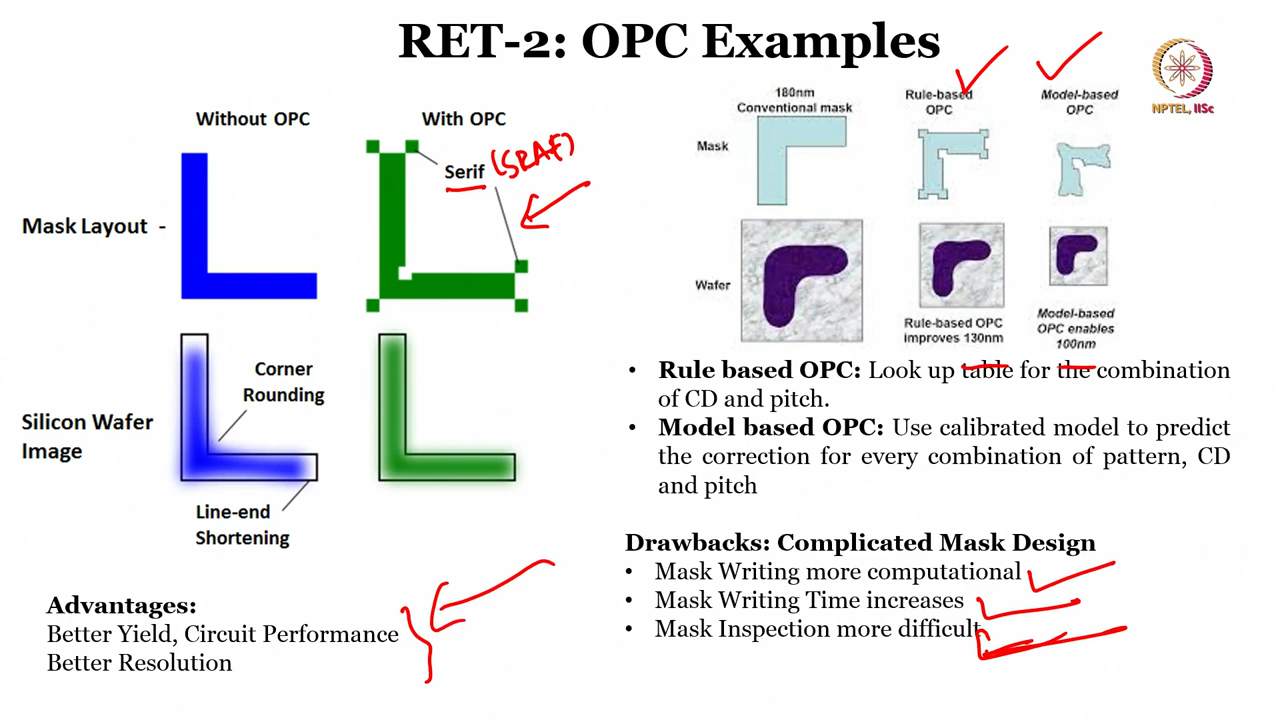 RET-2: OPC Examples
NPTEL, IISc
Without OPC
With OPC
Serif (SRAF)
Mask Layout -
Silicon Wafer
Image
Corner
Rounding
Line-end
Shortening
180nm
Conventional mask
Rule-based
OPC
Model-based
OPC
Mask
Wafer
Rule-based OPC
improves 130nm
Model-based
OPC enables
100nm
• Rule based OPC: Look up table for the combination
of CD and pitch.
• Model based OPC: Use calibrated model to predict
the correction for every combination of pattern, CD
and pitch
Drawbacks: Complicated Mask Design
• Mask Writing more computational
• Mask Writing Time increases
• Mask Inspection more difficult
Advantages:
Better Yield, Circuit Performance
Better Resolution